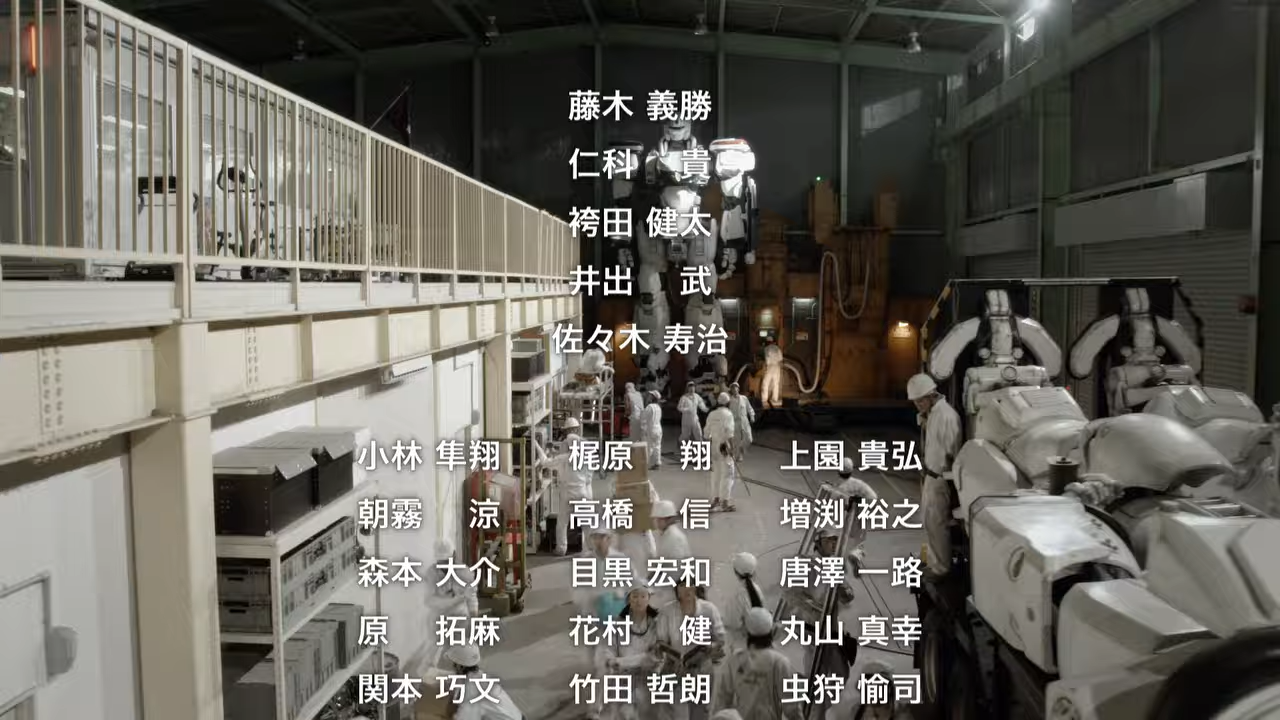 藤木 義勝
仁科 貴
袴田 健太
井出 武
佐々木 寿治
小林 隼翔 梶原 翔 上園 貴弘
朝霧 涼 高橋 信 増渕 裕之
森本 大介 目黒 宏和 唐澤 一路
原 拓麻 花村 健 丸山 真幸
関本 巧文 竹田 哲朗 虫狩 愉司